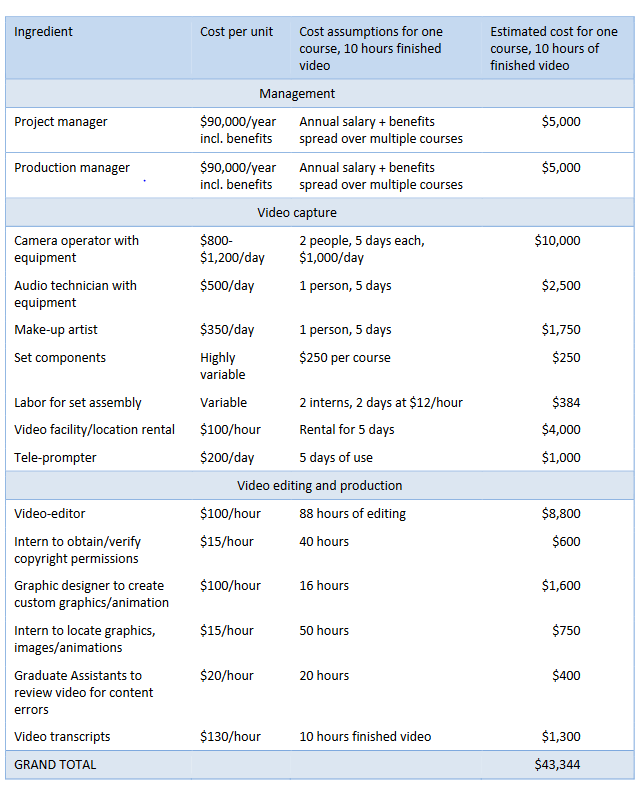 Ingredient Cost per unit Cost assumptions for one Estimated cost for one
course, 10 hours finished course, 10 hours of
video finished video
Management
Project manager $90,000/year Annual salary + benefits $5,000
incl. benefits spread over multiple courses
Production manager $90,000/year Annual salary + benefits $5,000
incl. benefits spread over multiple courses
Video capture
Camera operator with $800- 2 people, 5 days each, $10,000
equipment $1,200/day $1,000/day
Audio technician with $500/day 1 person, 5 days $2,500
equipment
Make-up artist $350/day 1 person, 5 days $1,750
Set components Highly $250 per course $250
variable
Labor for set assembly Variable 2 interns, 2 days at $12/hour $384
Video facility/location rental $100/hour Rental for 5 days $4,000
Tele-prompter $200/day 5 days of use $1,000
Video editing and production
Video-editor $100/hour 88 hours of editing $8,800
Intern to obtain/verify $15/hour 40 hours $600
copyright permissions
Graphic designer to create $100/hour 16 hours $1,600
custom graphics/animation
Intern to locate graphics, $15/hour 50 hours $750
images/animations
Graduate Assistants to $20/hour 20 hours $400
review video for content
errors
Video transcripts $130/hour 10 hours finished video $1,300
GRAND TOTAL $43,344